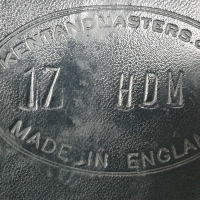 KENTANDMASTERS.C
17 HDM
MADE IN ENGLAN